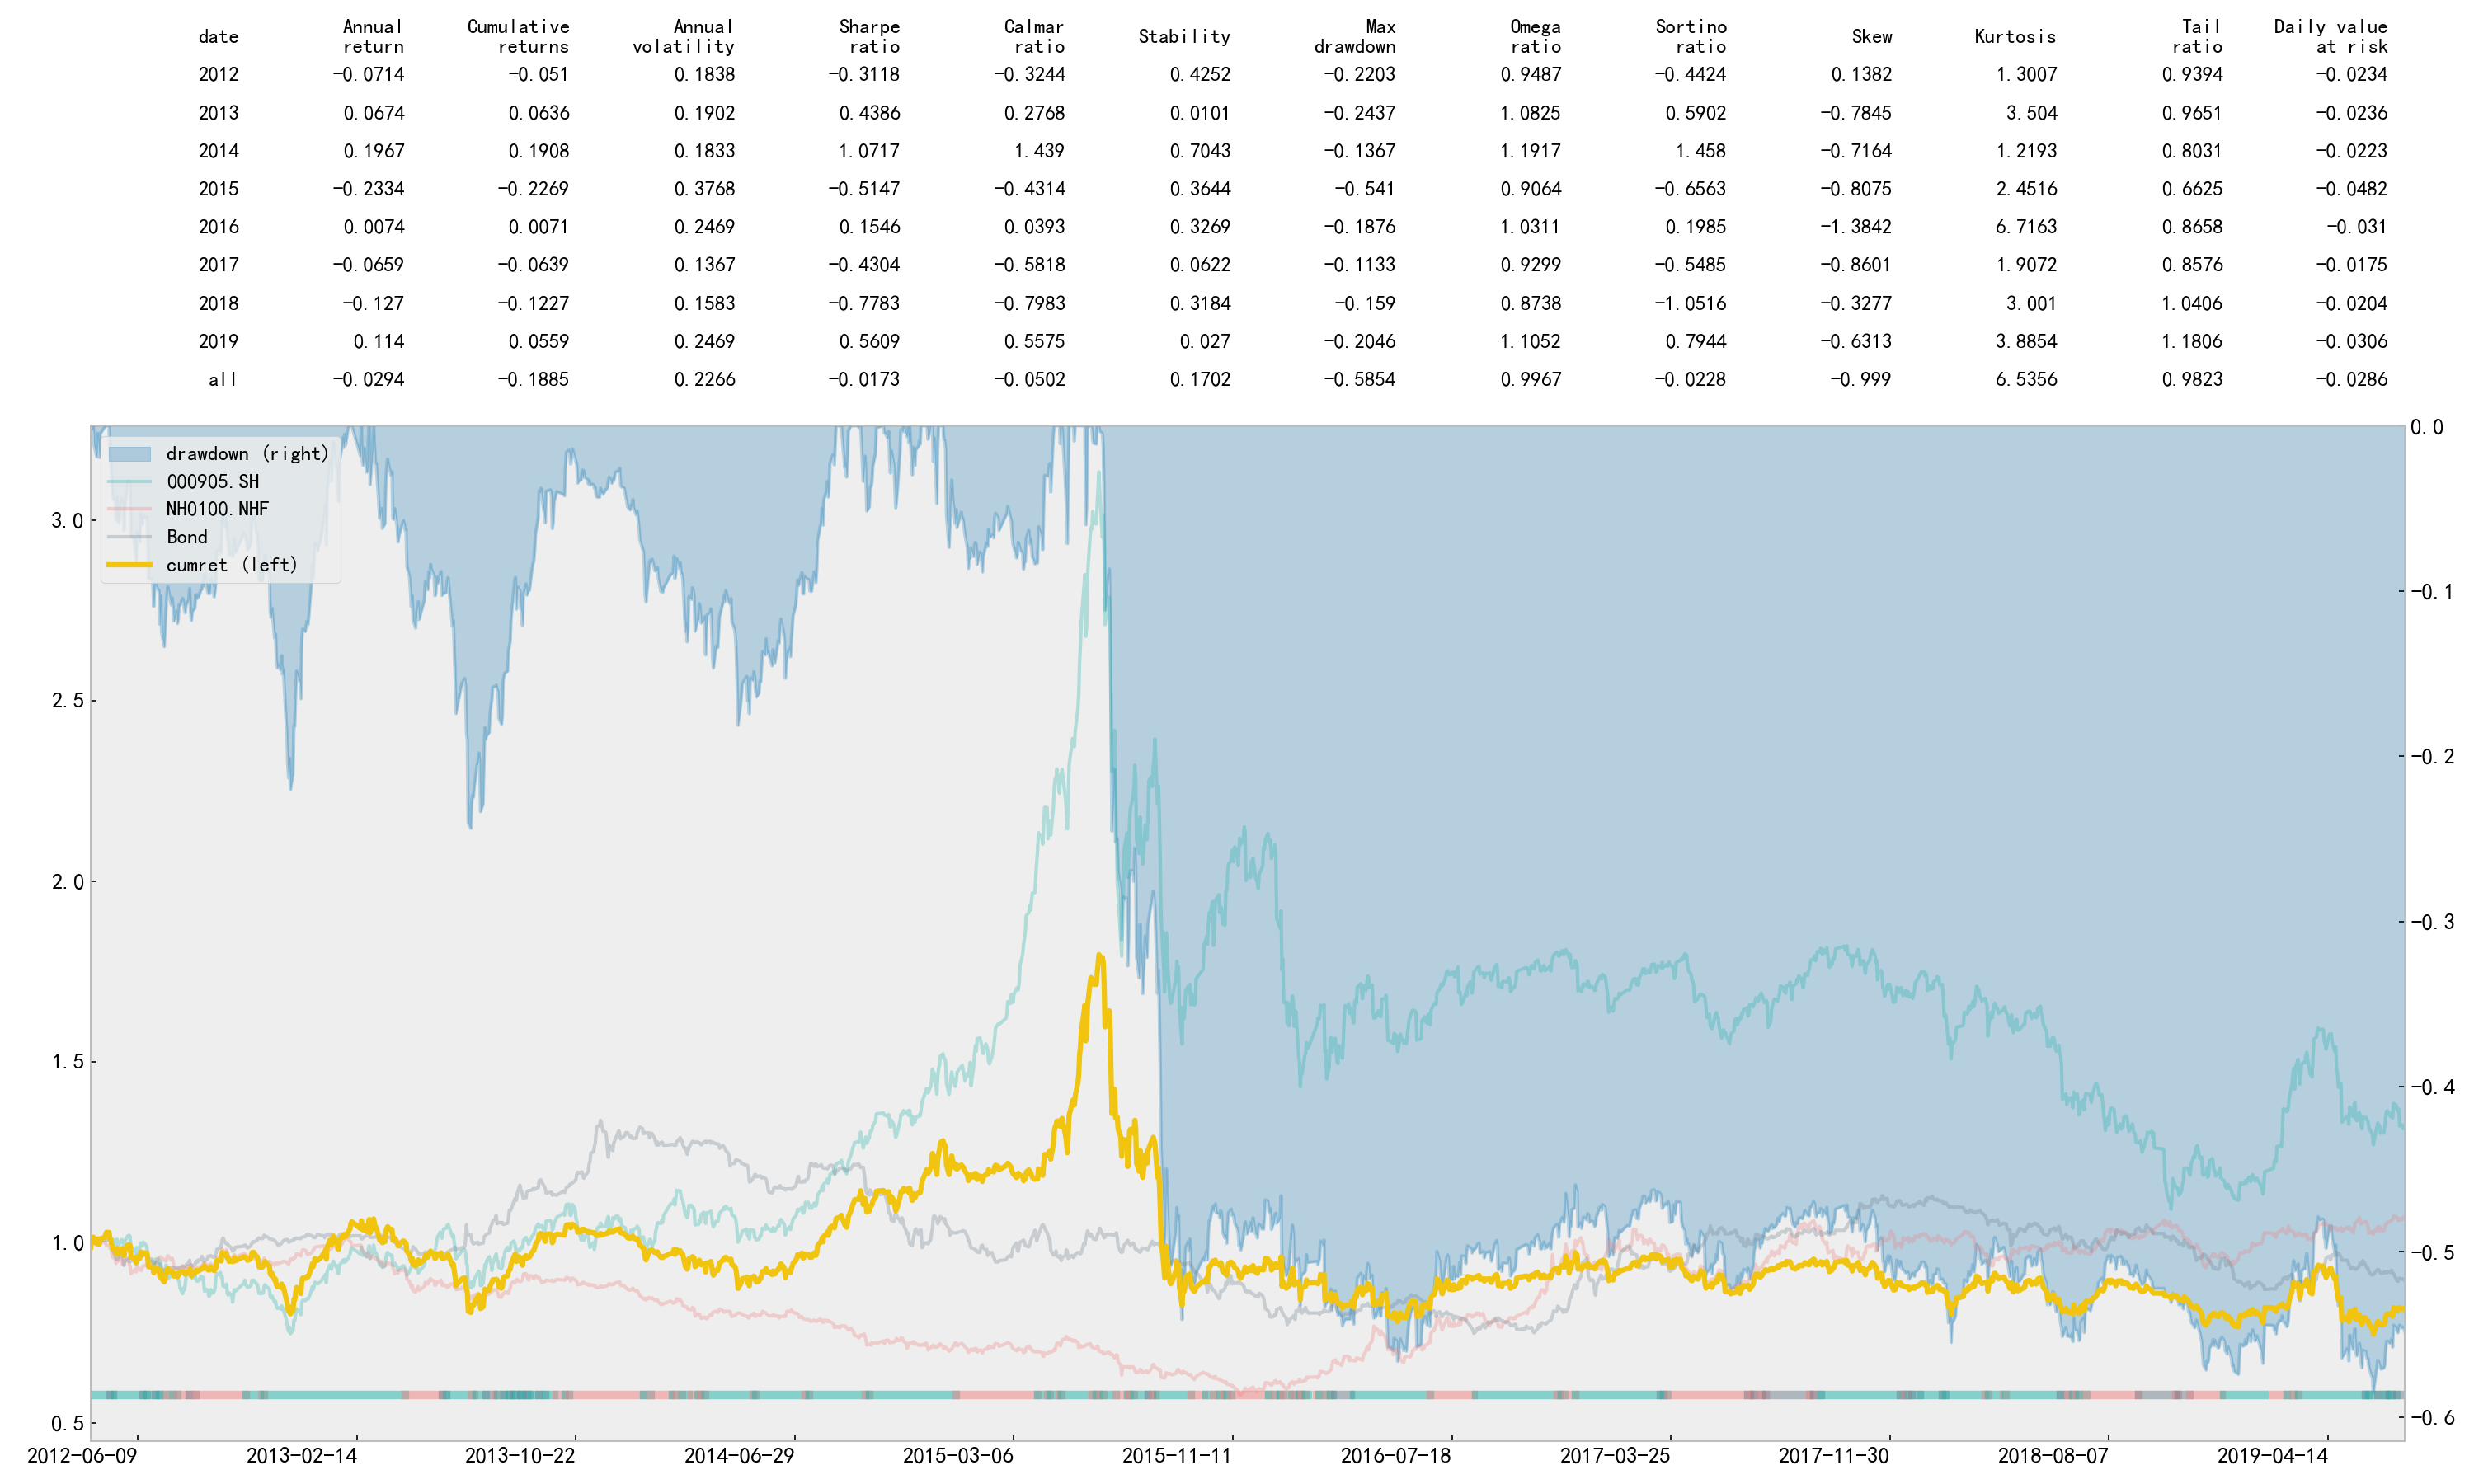 date Annual return Cumulative returns Annual volatility Sharpe ratio Calmar ratio Stability Max drawdown Omega ratio Sortino ratio Skew Kurtosis Tail ratio Daily value at risk
2012 -0.0714 -0.051 0.1838 -0.3118 -0.3244 0.4252 -0.2203 0.9487 -0.4424 0.1382 1.3007 0.9394 -0.0234
2013 0.0674 0.0636 0.1902 0.4386 0.2768 0.0101 -0.2437 1.0825 0.5902 -0.7845 3.504 0.9651 -0.0236
2014 0.1967 0.1908 0.1833 1.0717 1.439 0.7043 -0.1367 1.1917 1.458 -0.7164 1.2193 0.8031 -0.0223
2015 -0.2334 -0.2269 0.3768 -0.5147 -0.4314 0.3644 -0.541 0.9064 -0.6563 -0.8075 2.4516 0.6625 -0.0482
2016 0.0074 0.0071 0.2469 0.1546 0.0393 0.3269 -0.1876 1.0311 0.1985 -1.3842 6.7163 0.8658 -0.031
2017 -0.0659 -0.0639 0.1367 -0.4304 -0.5818 0.0622 -0.1133 0.9299 -0.5485 -0.8601 1.9072 0.8576 -0.0175
2018 -0.127 -0.1227 0.1583 -0.7783 -0.7983 0.3184 -0.159 0.8738 -1.0516 -0.3277 3.001 1.0406 -0.0204
2019 0.114 0.0559 0.2469 0.5609 0.5575 0.027 -0.2046 1.1052 0.7944 -0.6313 3.8854 1.1806 -0.0306
all -0.0294 -0.1885 0.2266 -0.0173 -0.0502 0.1702 -0.5854 0.9967 -0.0228 -0.999 6.5356 0.9823 -0.0286
drawdown (right)
000905.SH
NH0100.NHF
Bond
cumret (left)
3.0
2.5
2.0
1.5
1.0
0.5
0.0
-0.1
-0.2
-0.3
-0.4
-0.5
-0.6
2012-06-09 2013-02-14 2013-10-22 2014-06-29 2015-03-06 2015-11-11 2016-07-18 2017-03-25 2017-11-30 2018-08-07 2019-04-14